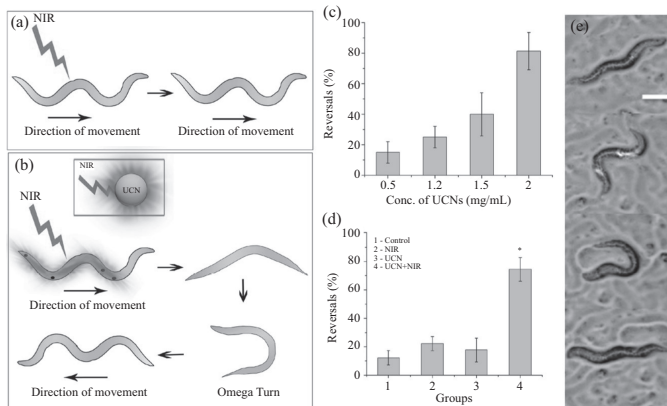 (a)
NIR
Direction of movement
Direction of movement
(b)
NIR
UCN
NIR
Direction of movement
Direction of movement
Omega Turn
(c)
Reversals (%)
100
80
60
40
20
0
0.5
1.2
1.5
2
Conc. of UCNs (mg/mL)
(d)
Reversals (%)
100
80
60
40
20
0
1 - Control
2 - NIR
3 - UCN
4 - UCN+NIR
*
1
2
3
4
Groups
(e)